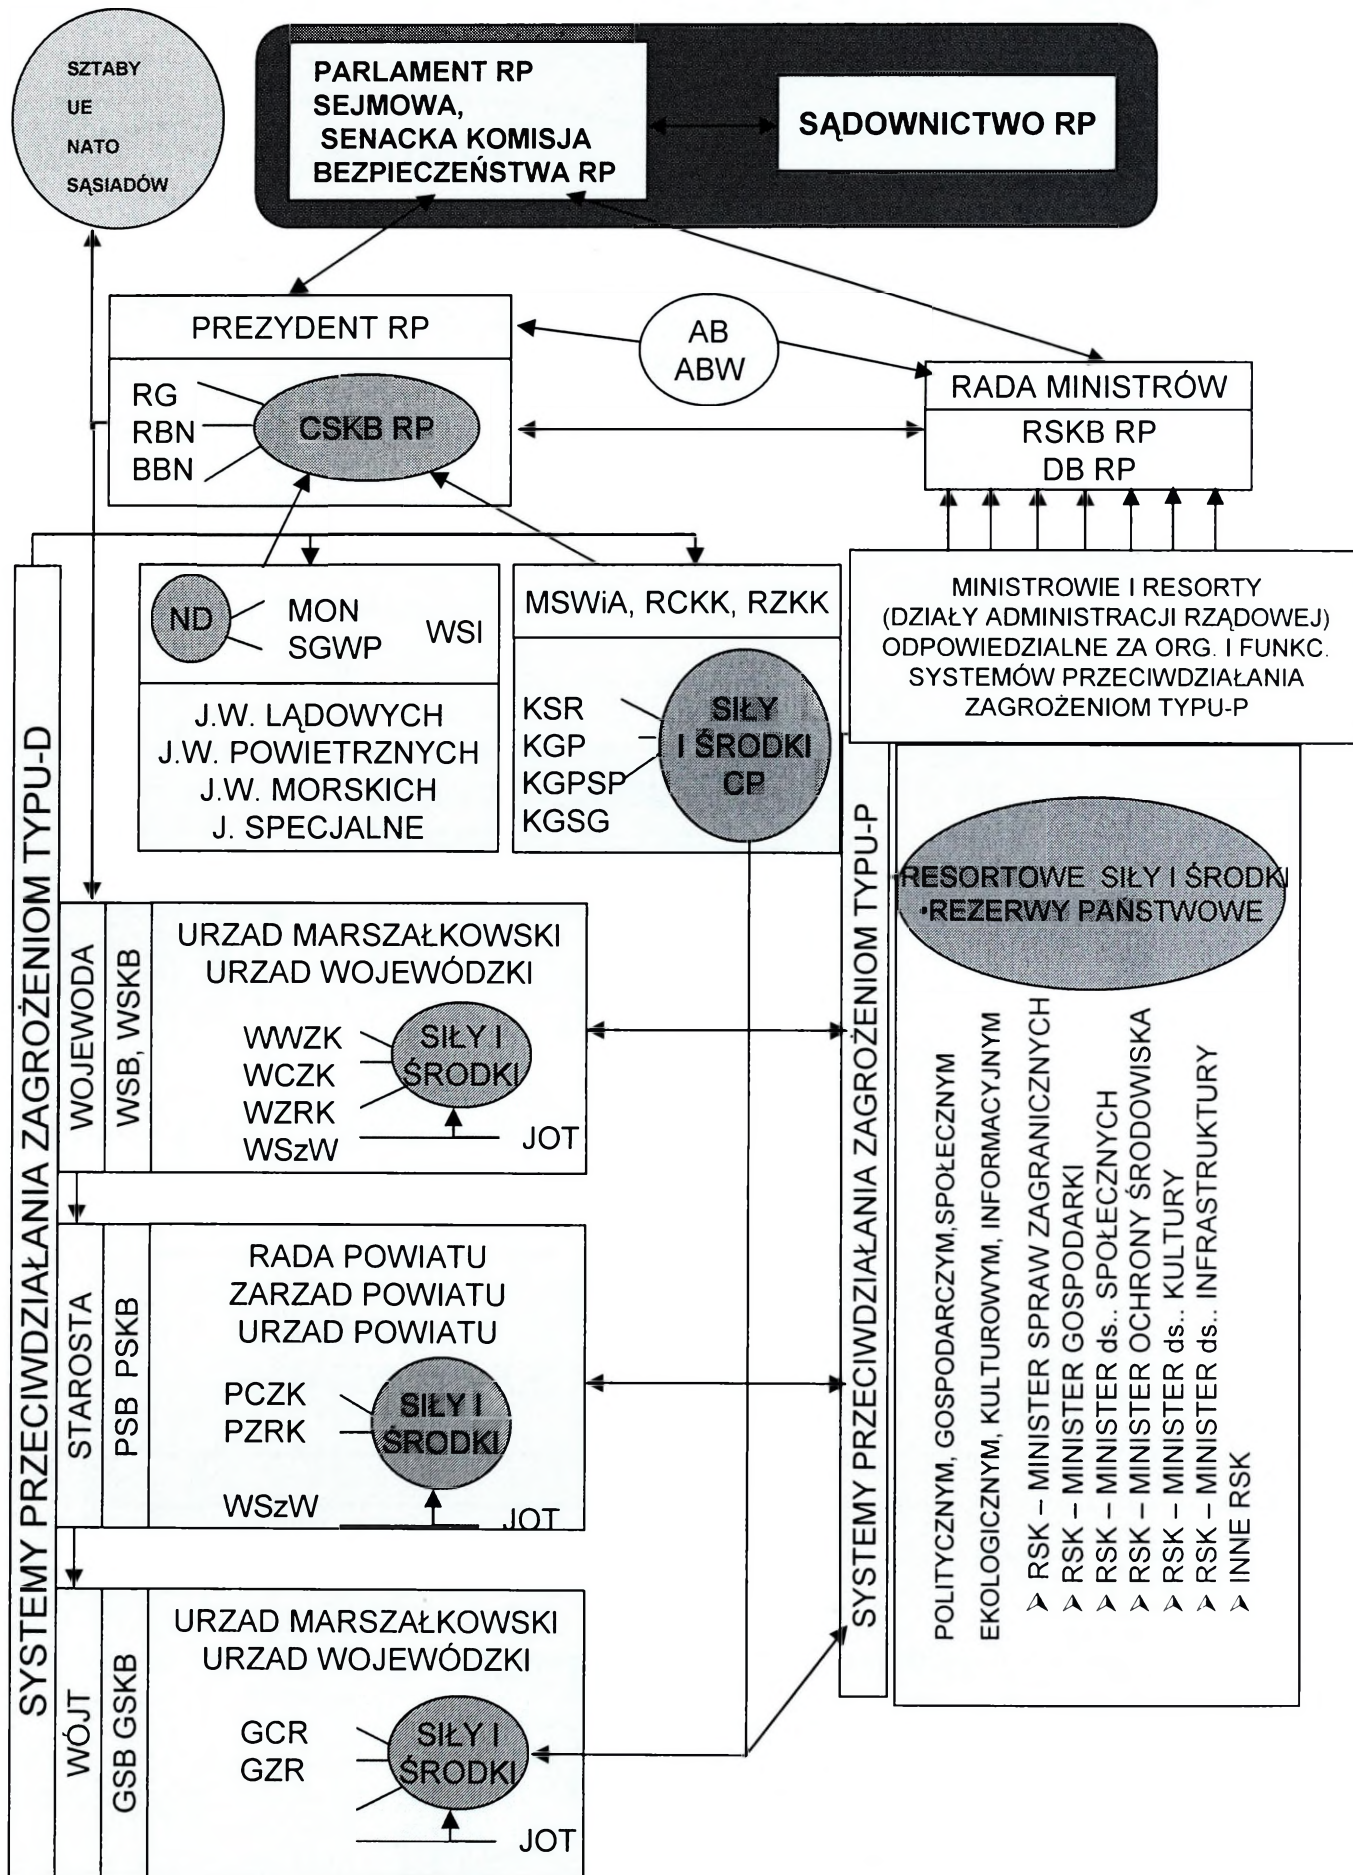 SZTABY
UE
NATO
SĄSIADÓW
PARLAMENT RP
SEJMOWA,
SENACKA KOMISJA
BEZPIECZEŃSTWA RP
SĄDOWNICTWO RP
PREZYDENT RP
RG
RBN
BBN
CSKB RP
AB
ABW
RADA MINISTRÓW
RSKB RP
DB RP
SYSTEMY PRZECIWDZIAŁANIA ZAGROŻENIOM TYPU-D
ND
MON
SGWP
WSI
J.W. LĄDOWYCH
J.W. POWIETRZNYCH
J.W. MORSKICH
J. SPECJALNE
MSWiA, RCKK, RZKK
KSR
KGP
KGPSP
KGSG
SIŁY
I ŚRODKI
CP
MINISTROWIE I RESORTY
(DZIAŁY ADMINISTRACJI RZĄDOWEJ)
ODPOWIEDZIALNE ZA ORG. I FUNKC.
SYSTEMÓW PRZECIWDZIAŁANIA
ZAGROŻENIOM TYPU-P
SYSTEMY PRZECIWDZIAŁANIA ZAGROŻENIOM TYPU-P
RESORTOWE SIŁY I ŚRODKI
•REZERWY PAŃSTWOWE
POLITYCZNYM, GOSPODARCZYM,SPOŁECZNYM
EKOLOGICZNYM, KULTUROWYM, INFORMACYJNYM
➢ RSK – MINISTER SPRAW ZAGRANICZNYCH
➢ RSK – MINISTER GOSPODARKI
➢ RSK – MINISTER ds.. SPOŁECZNYCH
➢ RSK – MINISTER OCHRONY ŚRODOWISKA
➢ RSK – MINISTER ds.. KULTURY
➢ RSK – MINISTER ds.. INFRASTRUKTURY
➢ INNE RSK
WOJEWODA
WSB, WSKB
URZAD MARSZAŁKOWSKI
URZAD WOJEWÓDZKI
WWZK
WCZK
WZRK
WSzW
SIŁY I
ŚRODKI
JOT
STAROSTA
PSB PSKB
RADA POWIATU
ZARZAD POWIATU
URZAD POWIATU
PCZK
PZRK
WSzW
SIŁY I
ŚRODKI
JOT
WÓJT
GSB GSKB
URZAD MARSZAŁKOWSKI
URZAD WOJEWÓDZKI
GCR
GZR
SIŁY I
ŚRODKI
JOT